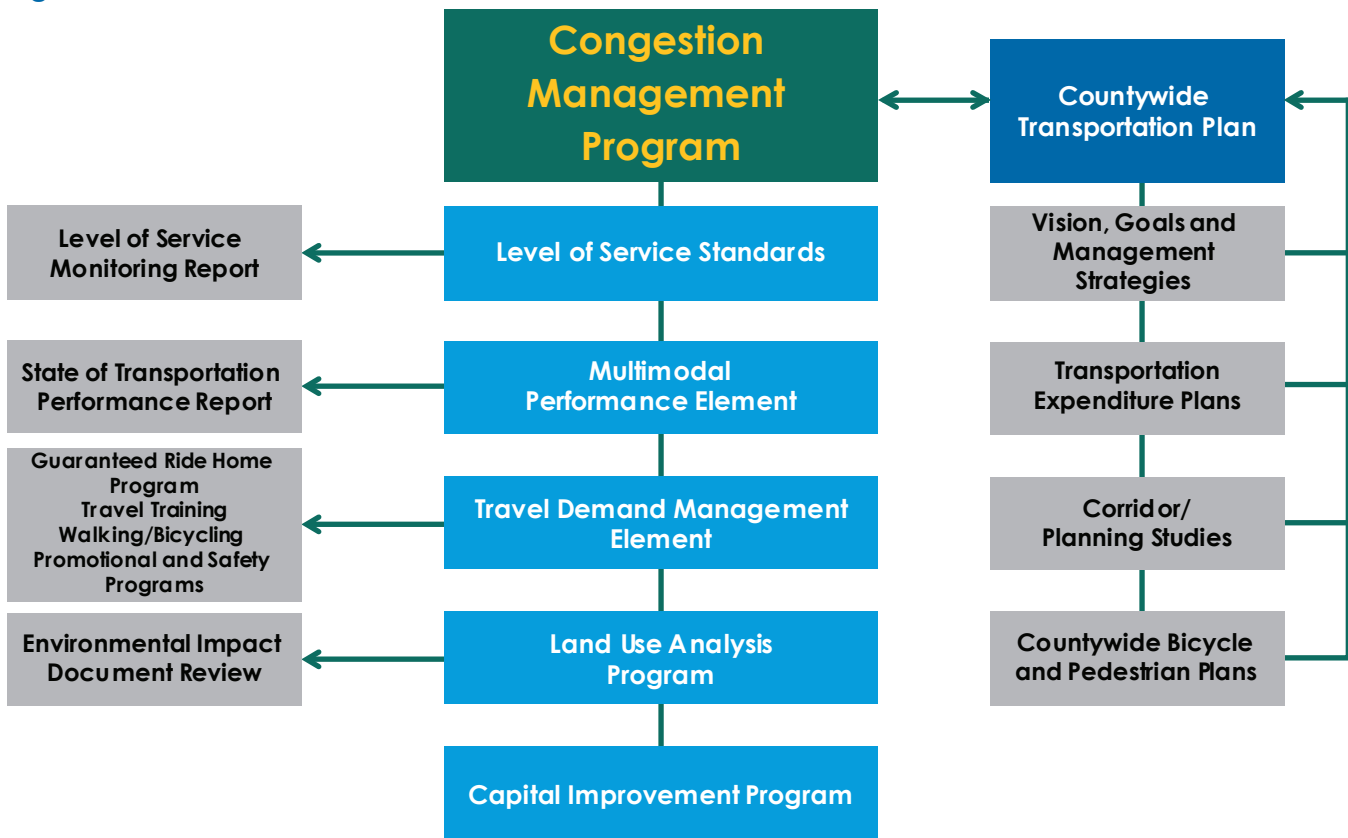 Congestion
Management
Program
Countywide
Transportation Plan
Level of Service
Monitoring Report
Level of Service Standards
Vision, Goals and
Management
Strategies
State of Transportation
Performance Report
Multimodal
Performance Element
Transportation
Expenditure Plans
Guaranteed Ride Home
Program
Travel Training
Walking/Bicycling
Promotional and Safety
Programs
Travel Demand Management
Element
Corridor/
Planning Studies
Environmental Impact
Document Review
Land Use Analysis
Program
Countywide Bicycle
and Pedestrian Plans
Capital Improvement Program